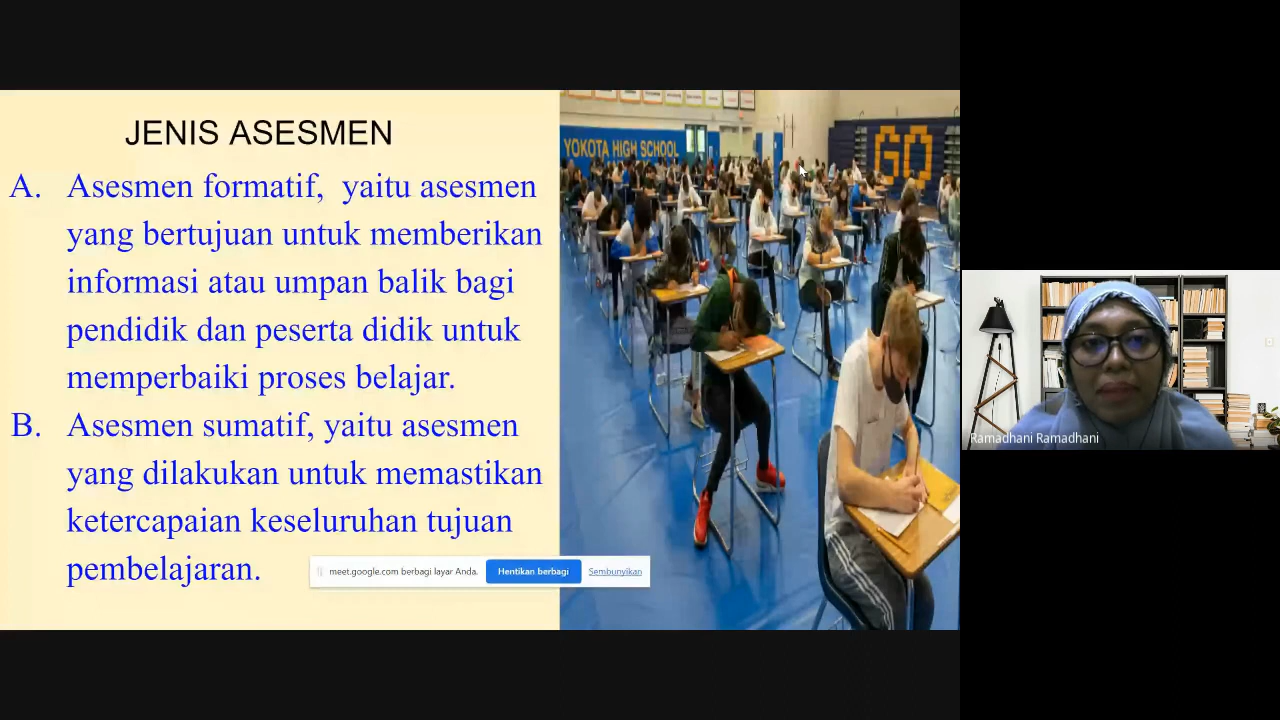 JENIS ASESMEN
A. Asesmen formatif, yaitu asesmen
yang bertujuan untuk memberikan
informasi atau umpan balik bagi
pendidik dan peserta didik untuk
memperbaiki proses belajar.
B. Asesmen sumatif, yaitu asesmen
yang dilakukan untuk memastikan
ketercapaian keseluruhan tujuan
pembelajaran.
meet.google.com berbagi layar Anda.
Hentikan berbagi
Sembunyikan
YOKOTA HIGH SCHOOL
GO
Ramadhani Ramadhani